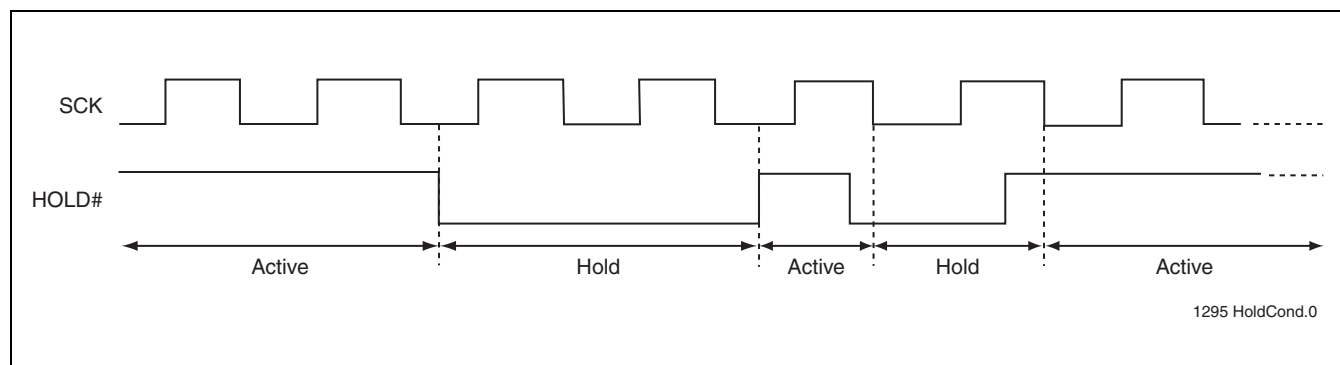 SCK
HOLD#
Active
Hold
Active
Hold
Active
1295 HoldCond.0